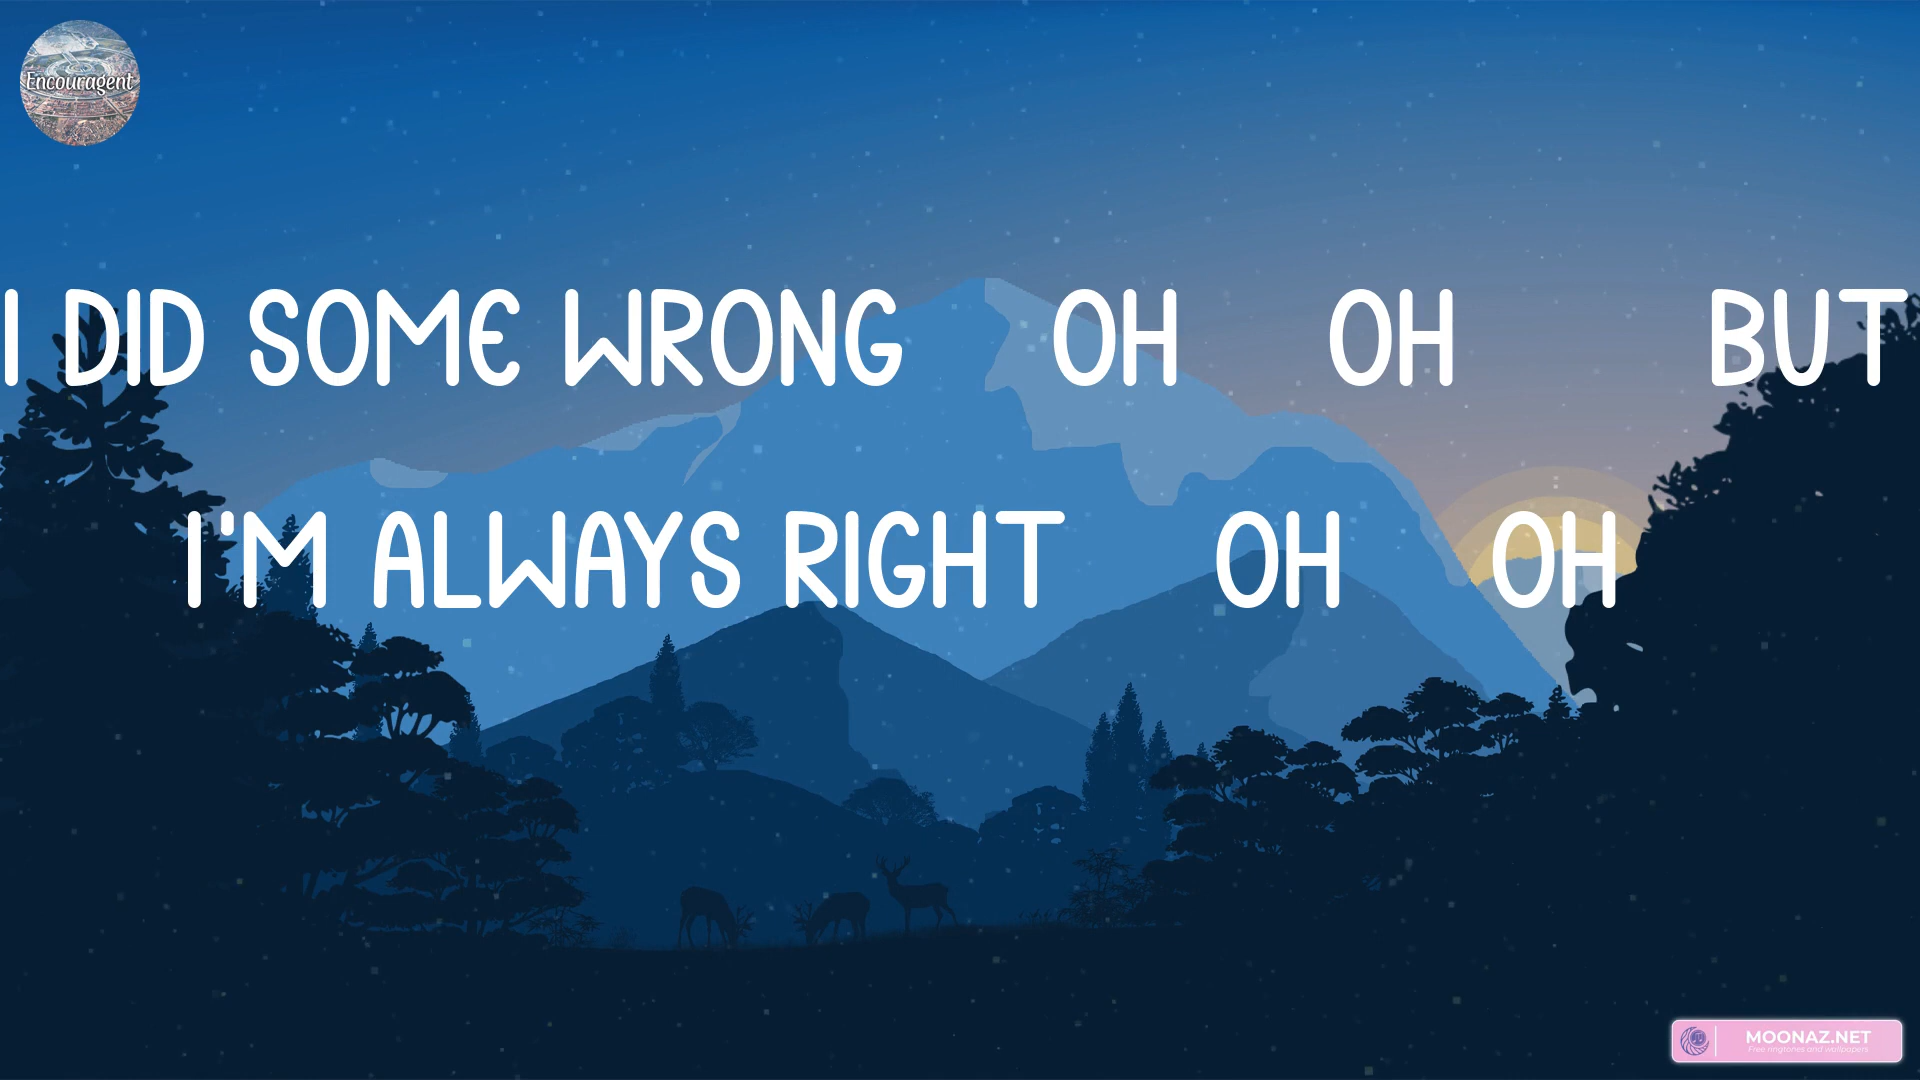 Encouragent
I DID SOME WRONG OH OH BUT
I'M ALWAYS RIGHT OH OH
MOONAZ.NET
Free ringtones and wallpapers